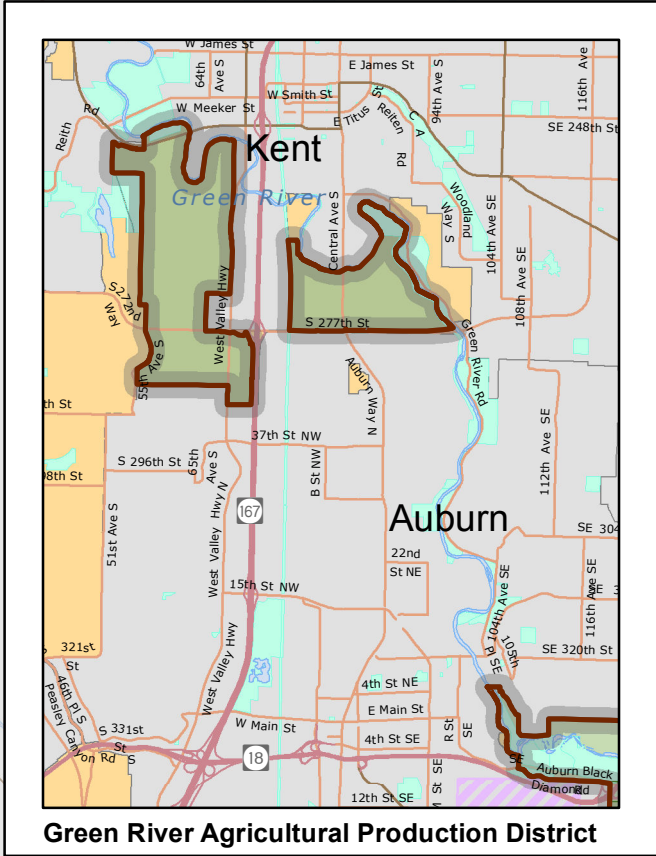 W James St
E James St
64th
Ave S
94th Ave S
116th Ave
W Smith St
Rd
W Meeker St
E Titus
St
C A
SE 248th St
Reith
Reiten
Rd
Kent
Green River
Woodland
Way S
104th Ave SE
Central Ave S
108th Ave SE
S 272nd
Way
West Valley Hwy
S 277th St
Green River Rd
55th Ave S
Auburn
Way N
th St
37th St NW
112th Ave SE
S 296th St
65th
Ave S
B St NW
98th St
167
Auburn
SE 304
51st Ave S
West Valley Hwy N
22nd
St NE
15th St NW
104th Ave SE
116th Ave SE
SE 3
105th
Pl SE
SE 320th St
321st
St
46th Pl S
Peasley Canyon Rd S
West Valley Hwy
4th St NE
E Main St
S 331st
St
W Main St
R St
SE
4th St SE
18
SE
Auburn Black
Diamond
Rd
12th St SE
M St SE
Green River Agricultural Production District